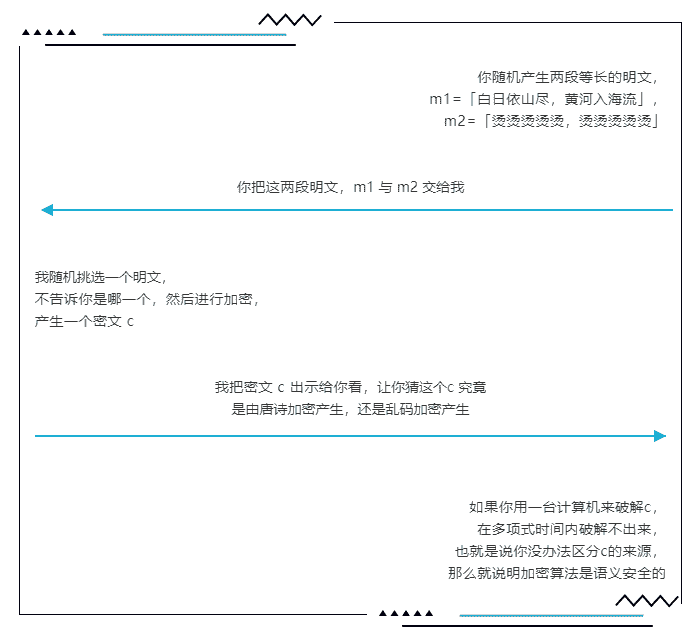 你随机产生两段等长的明文，
m1=「白日依山尽，黄河入海流」，
m2=「烫烫烫烫烫，烫烫烫烫烫」
你把这两段明文，m1 与 m2 交给我
我随机挑选一个明文，
不告诉你是哪一个，然后进行加密，
产生一个密文 c
我把密文 c 出示给你看，让你猜这个c 究竟
是由唐诗加密产生，还是乱码加密产生
如果你用一台计算机来破解c，
在多项式时间内破解不出来，
也就是说你没办法区分c的来源，
那么就说明加密算法是语义安全的